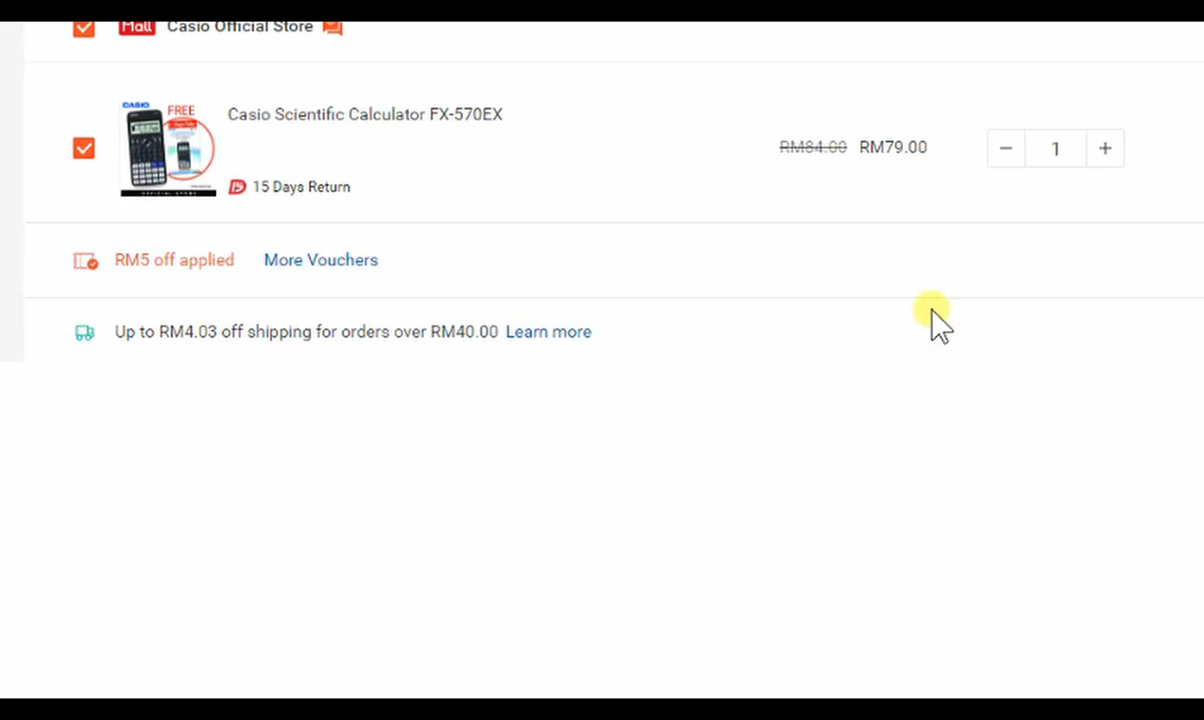 Mall Casio Official Store
CASIO FREE
Casio Scientific Calculator FX-570EX
RM84.00 RM79.00 − 1 +
15 Days Return
RM5 off applied More Vouchers
Up to RM4.03 off shipping for orders over RM40.00 Learn more